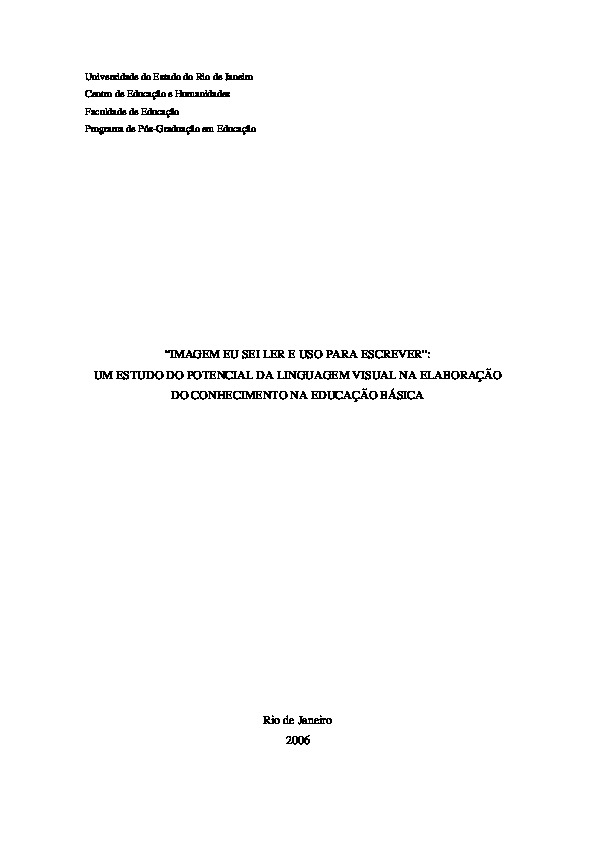 Universidade do Estado do Rio de Janeiro
Centro de Educação e Humanidades
Faculdade de Educação
Programa de Pós-Graduação em Educação
"IMAGEM EU SEI LER E USO PARA ESCREVER":
UM ESTUDO DO POTENCIAL DA LINGUAGEM VISUAL NA ELABORAÇÃO
DO CONHECIMENTO NA EDUCAÇÃO BÁSICA
Rio de Janeiro
2006